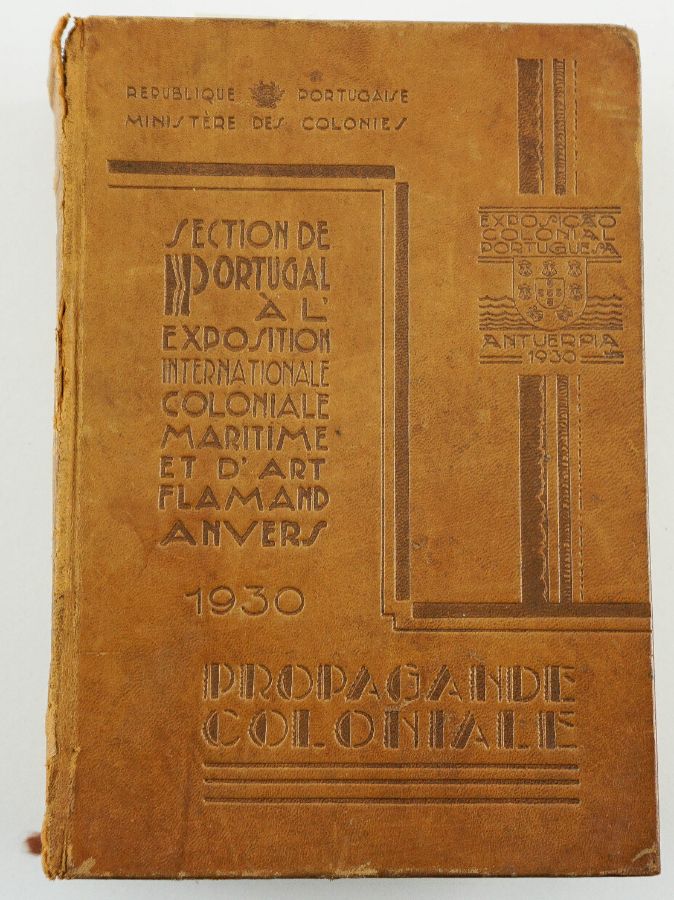 REPUBLIQUE PORTUGAISE
MINISTÈRE DES COLONIES
SECTION DE
PORTUGAL
À L'
EXPOSITION
INTERNATIONALE
COLONIALE
MARITIME
ET D'ART
FLAMAND
ANVERS
1930
EXPOSIÇÃO
COLONIAL
PORTUGUESA
ANTUERPIA
1930
PROPAGANDE
COLONIALE